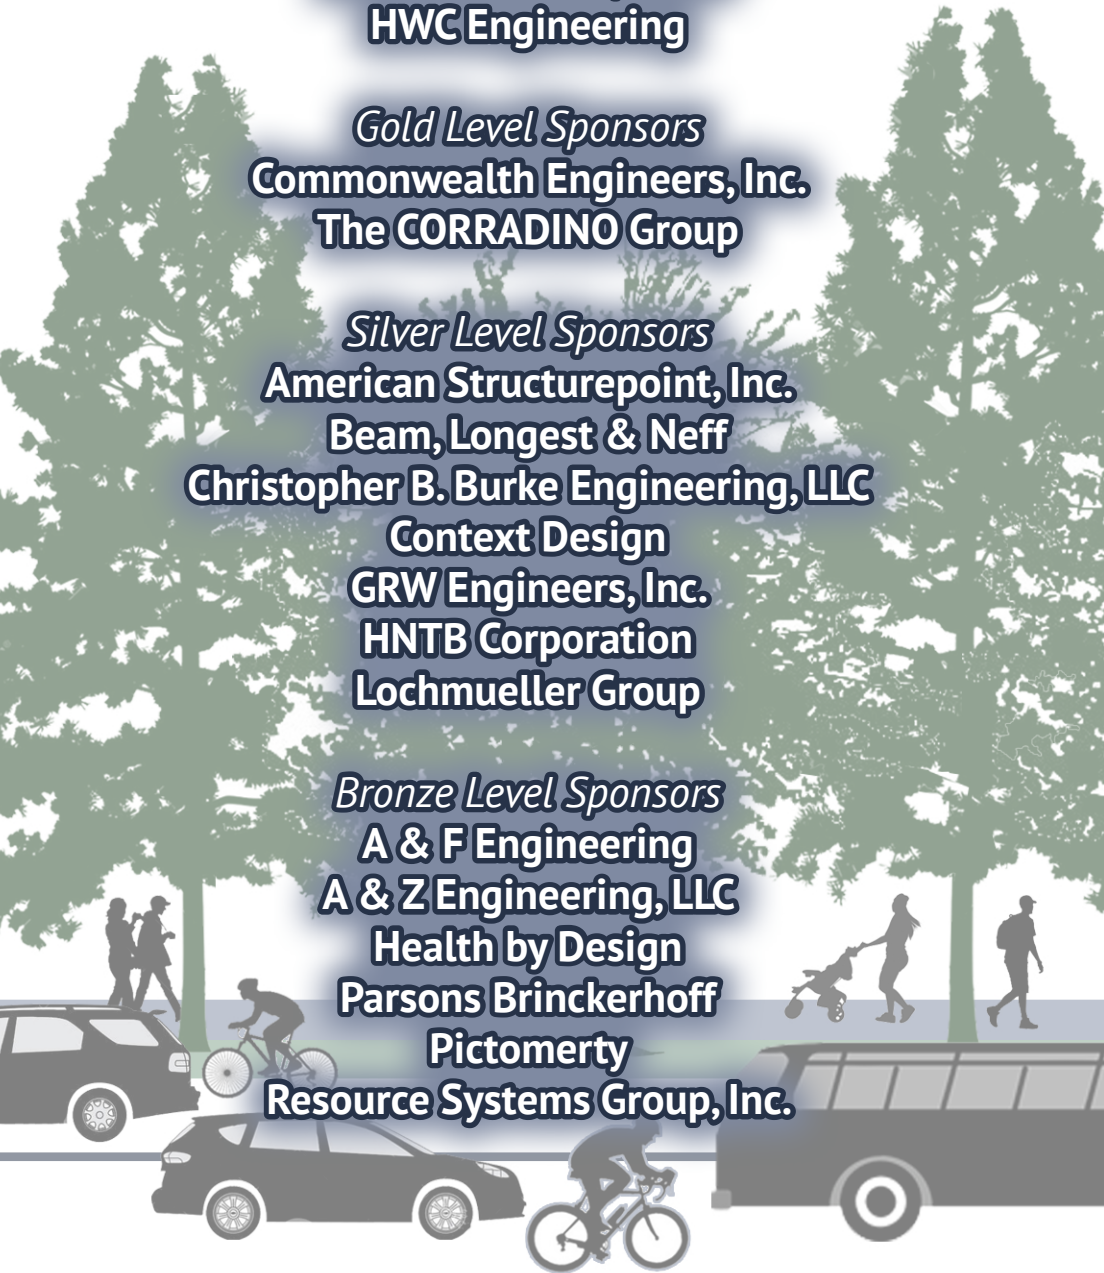 HWC Engineering
Gold Level Sponsors
Commonwealth Engineers, Inc.
The CORRADINO Group
Silver Level Sponsors
American Structurepoint, Inc.
Beam, Longest & Neff
Christopher B. Burke Engineering, LLC
Context Design
GRW Engineers, Inc.
HNTB Corporation
Lochmueller Group
Bronze Level Sponsors
A & F Engineering
A & Z Engineering, LLC
Health by Design
Parsons Brinckerhoff
Pictomerty
Resource Systems Group, Inc.